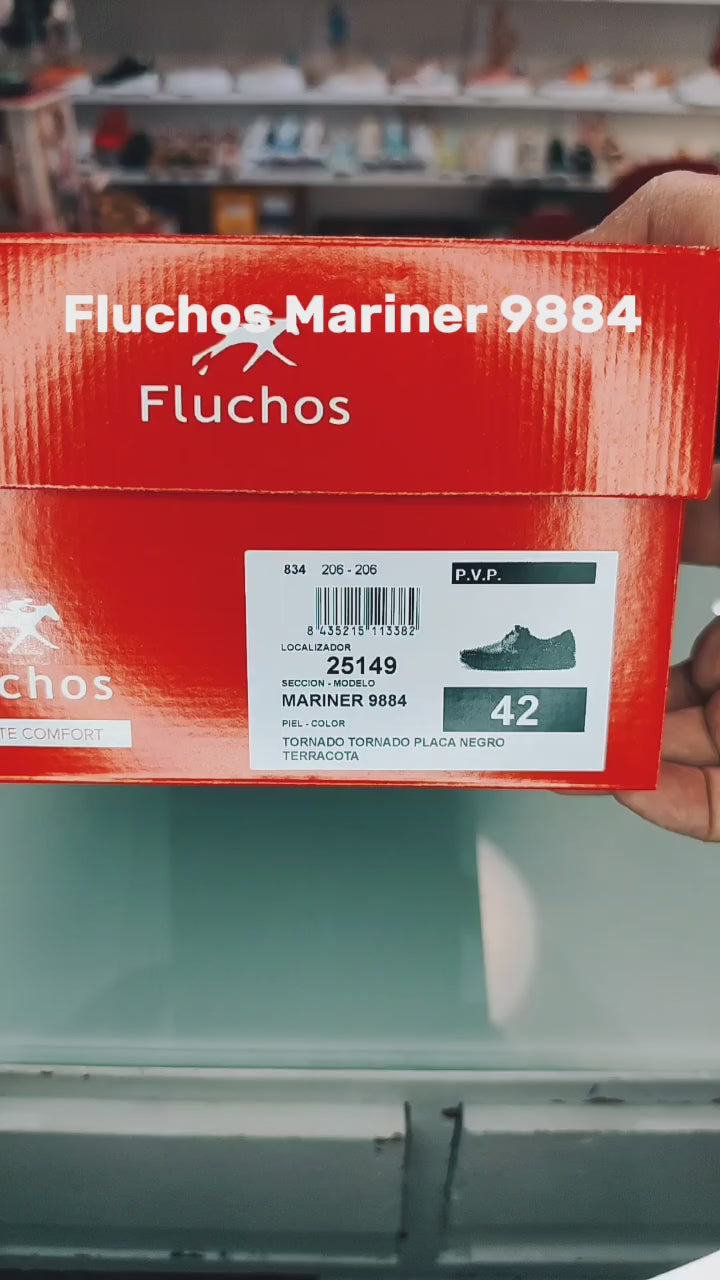 Fluchos Mariner 9884
Fluchos
834 206 - 206
P.V.P.
8 435215 113382
LOCALIZADOR
25149
SECCION - MODELO
MARINER 9884
42
PIEL - COLOR
TORNADO TORNADO PLACA NEGRO
TERRACOTA
chos
TE COMFORT